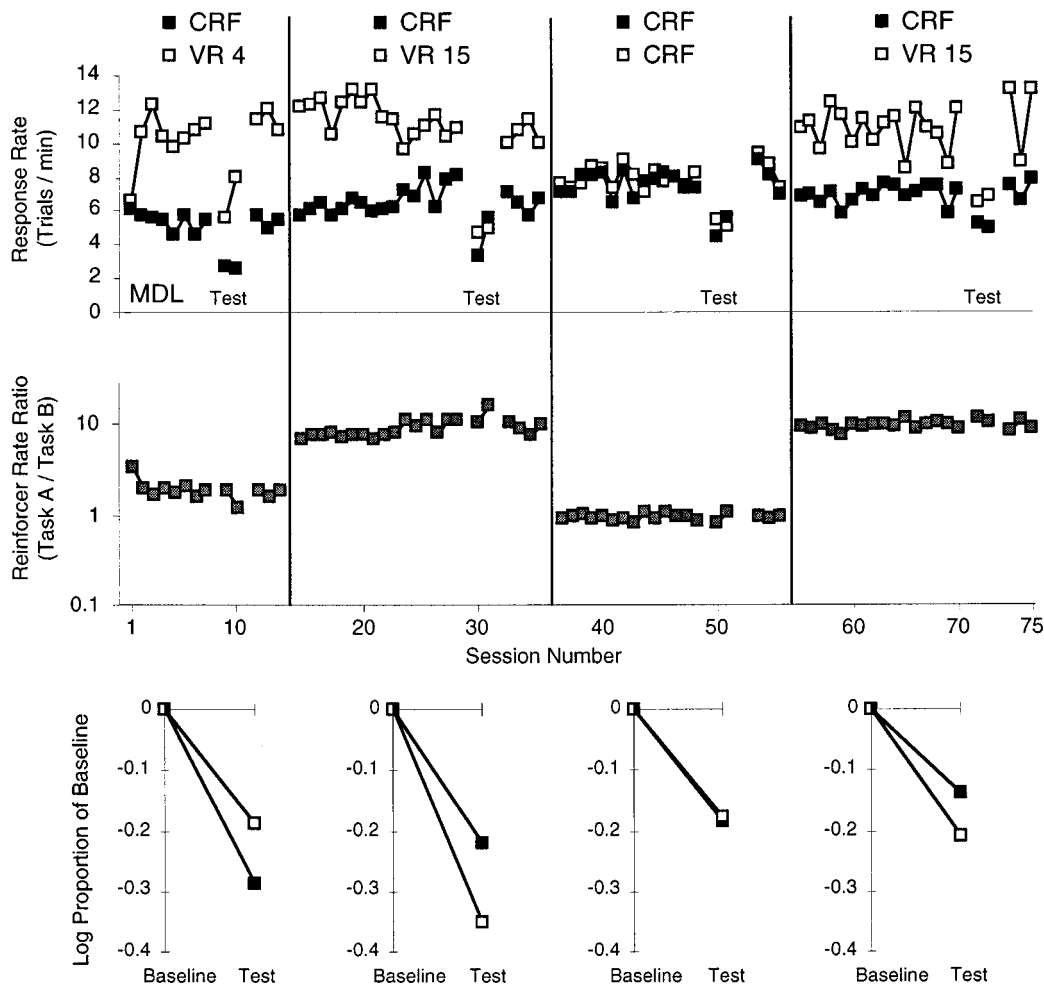 CRF
VR 4
CRF
VR 15
CRF
CRF
CRF
VR 15
Response Rate
(Trials / min)
14
12
10
8
6
4
2
0
MDL
Test
Test
Test
Test
Reinforcer Rate Ratio
(Task A / Task B)
10
1
0.1
1
10
20
30
40
50
60
70
75
Session Number
Log Proportion of Baseline
0
-0.1
-0.2
-0.3
-0.4
Baseline
Test
0
-0.1
-0.2
-0.3
-0.4
Baseline
Test
0
-0.1
-0.2
-0.3
-0.4
Baseline
Test
0
-0.1
-0.2
-0.3
-0.4
Baseline
Test